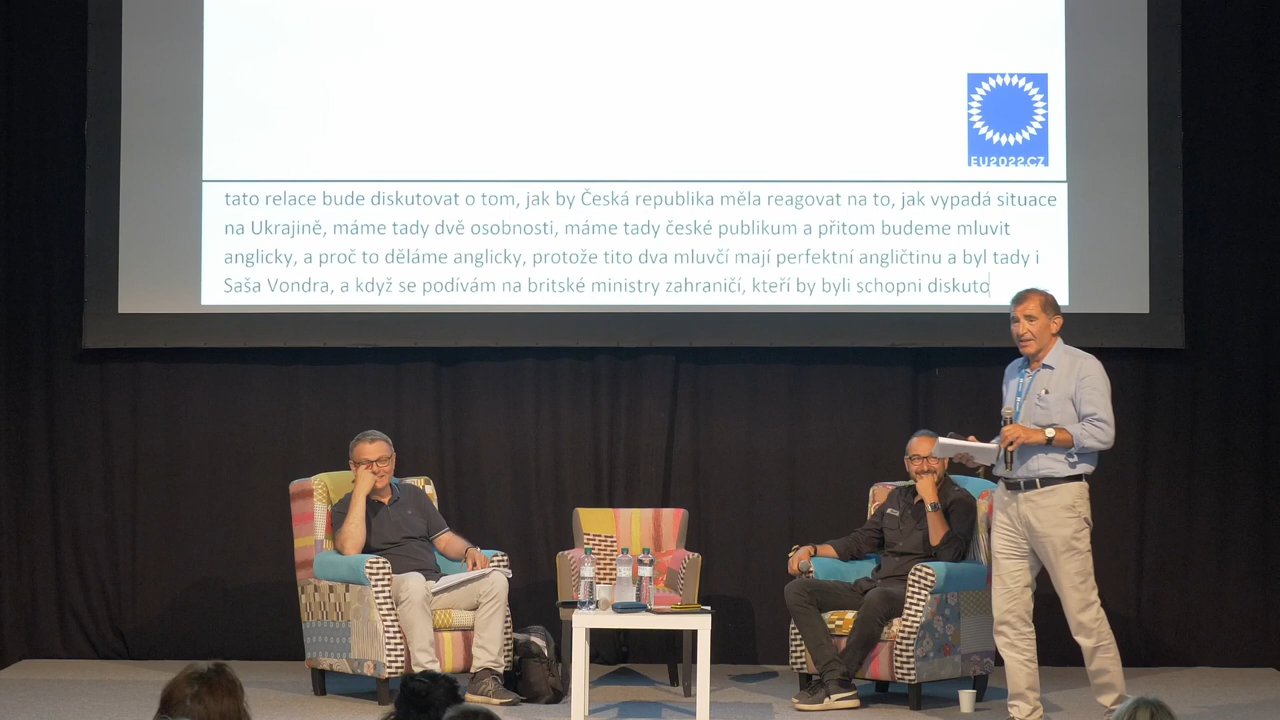 EU2022.CZ
tato relace bude diskutovat o tom, jak by Česká republika měla reagovat na to, jak vypadá situace
na Ukrajině, máme tady dvě osobnosti, máme tady české publikum a přitom budeme mluvit
anglicky, a proč to děláme anglicky, protože tito dva mluvčí mají perfektní angličtinu a byl tady i
Saša Vondra, a když se podívám na britské ministry zahraničí, kteří by byli schopni diskuto